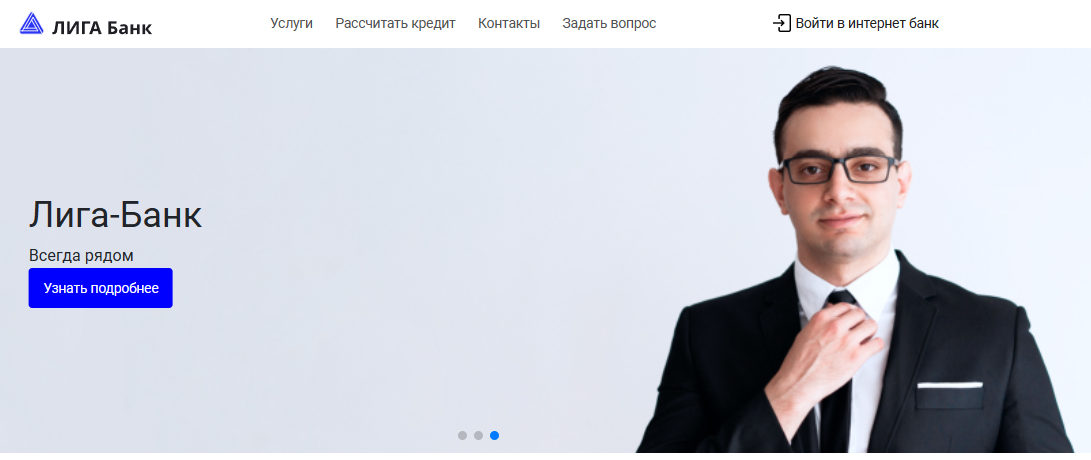 ЛИГА Банк
Услуги
Рассчитать кредит
Контакты
Задать вопрос
Войти в интернет банк
Лига-Банк
Всегда рядом
Узнать подробнее